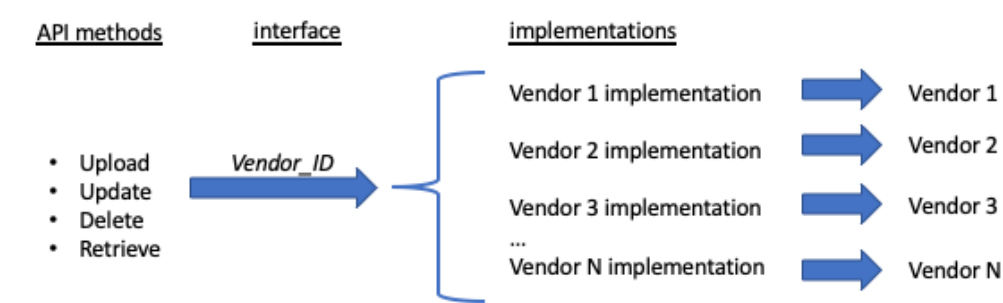 API methods interface implementations
Vendor 1 implementation Vendor 1
• Upload Vendor_ID Vendor 2 implementation Vendor 2
• Update
• Delete Vendor 3 implementation Vendor 3
• Retrieve ...
Vendor N implementation Vendor N